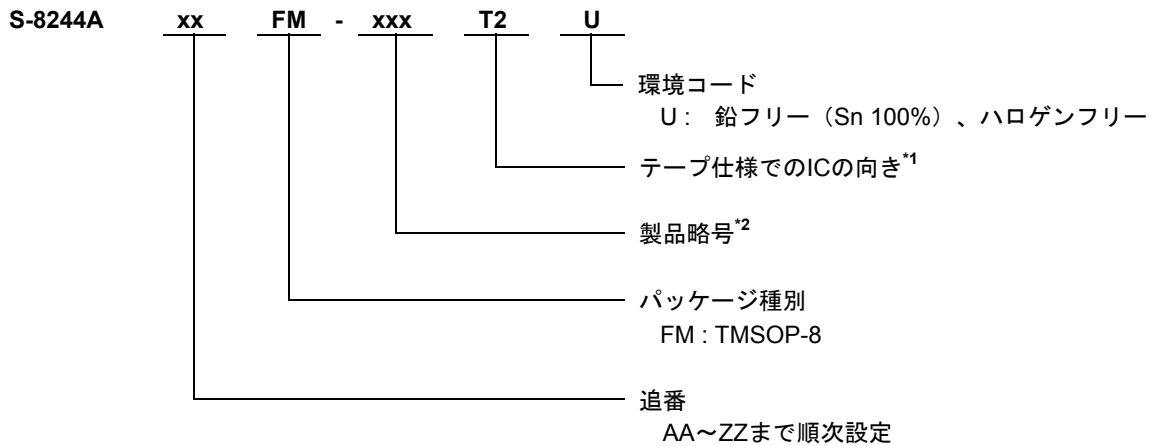 S-8244A xx FM - xxx T2 U
環境コード
U : 鉛フリー（Sn 100%）、ハロゲンフリー
テープ仕様でのICの向き*1
製品略号*2
パッケージ種別
FM : TMSOP-8
追番
AA～ZZまで順次設定